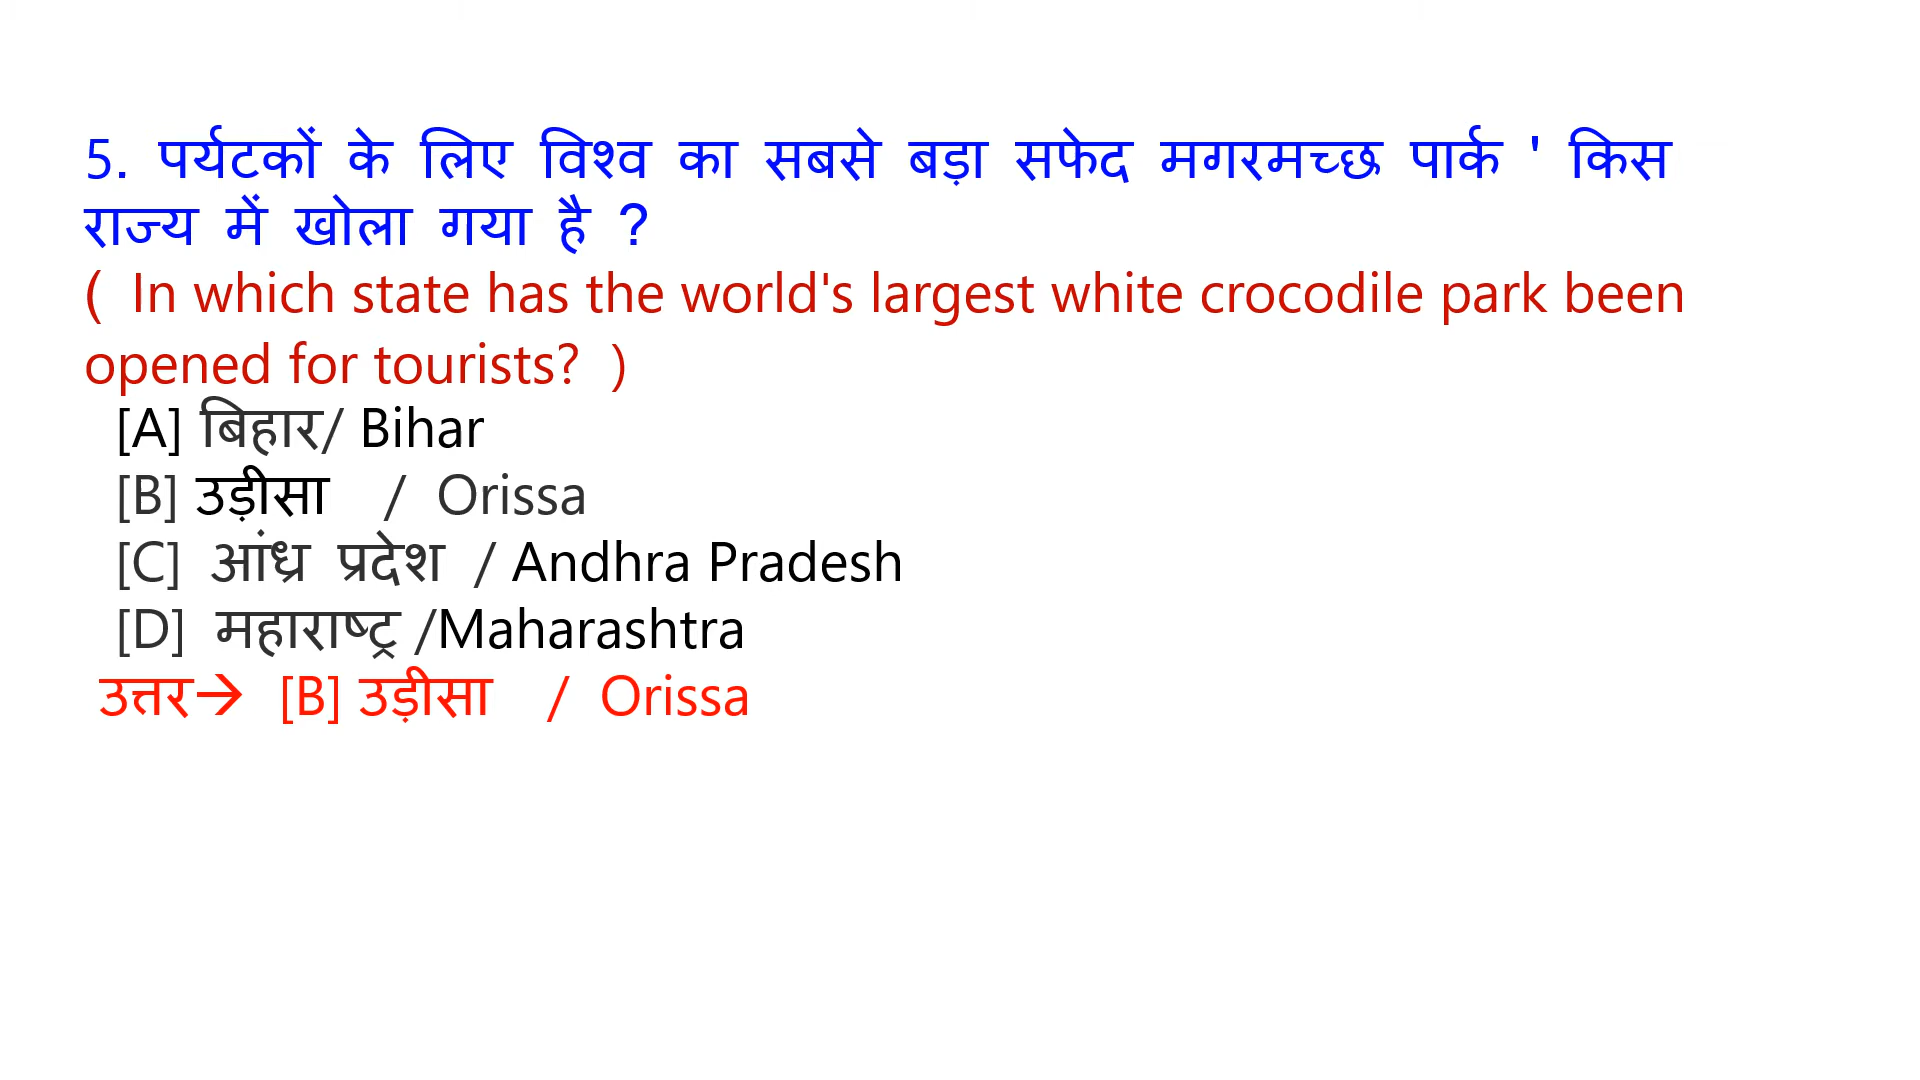 5. पर्यटकों के लिए विश्व का सबसे बड़ा सफेद मगरमच्छ पार्क ' किस
राज्य में खोला गया है ?
( In which state has the world's largest white crocodile park been
opened for tourists? )
[A] बिहार/ Bihar
[B] उड़ीसा / Orissa
[C] आंध्र प्रदेश / Andhra Pradesh
[D] महाराष्ट्र /Maharashtra
उत्तर→ [B] उड़ीसा / Orissa